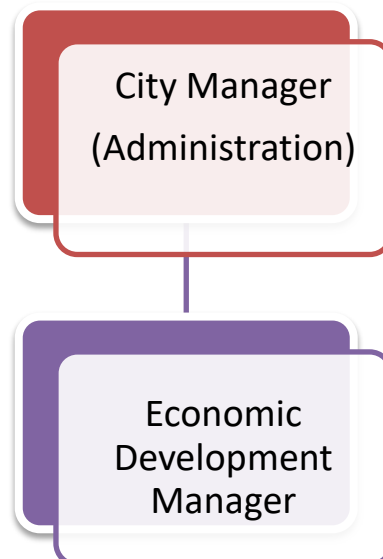 City Manager
(Administration)
Economic
Development
Manager